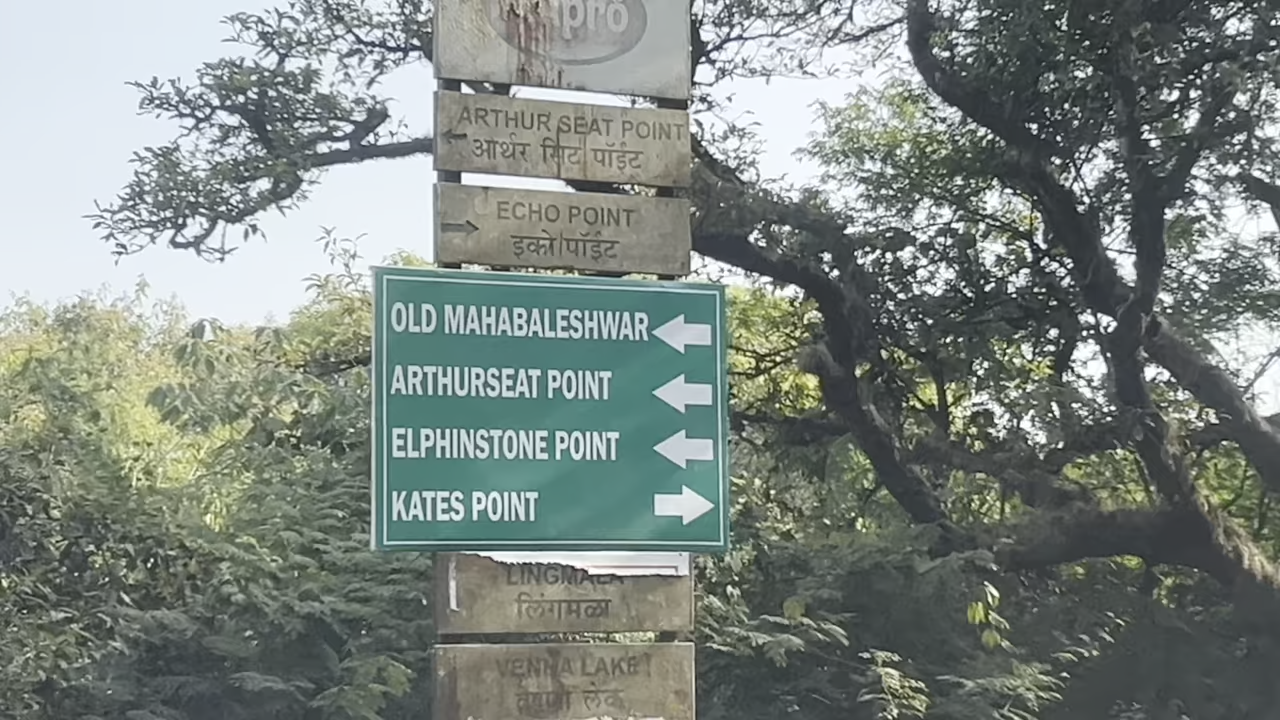 ARTHUR SEAT POINT
आर्थर सिट पॉईंट
ECHO POINT
इको पॉईंट
OLD MAHABALESHWAR
ARTHURSEAT POINT
ELPHINSTONE POINT
KATES POINT
LINGMALA
लिंगमळा
VENNA LAKE
वेण्णा लेक